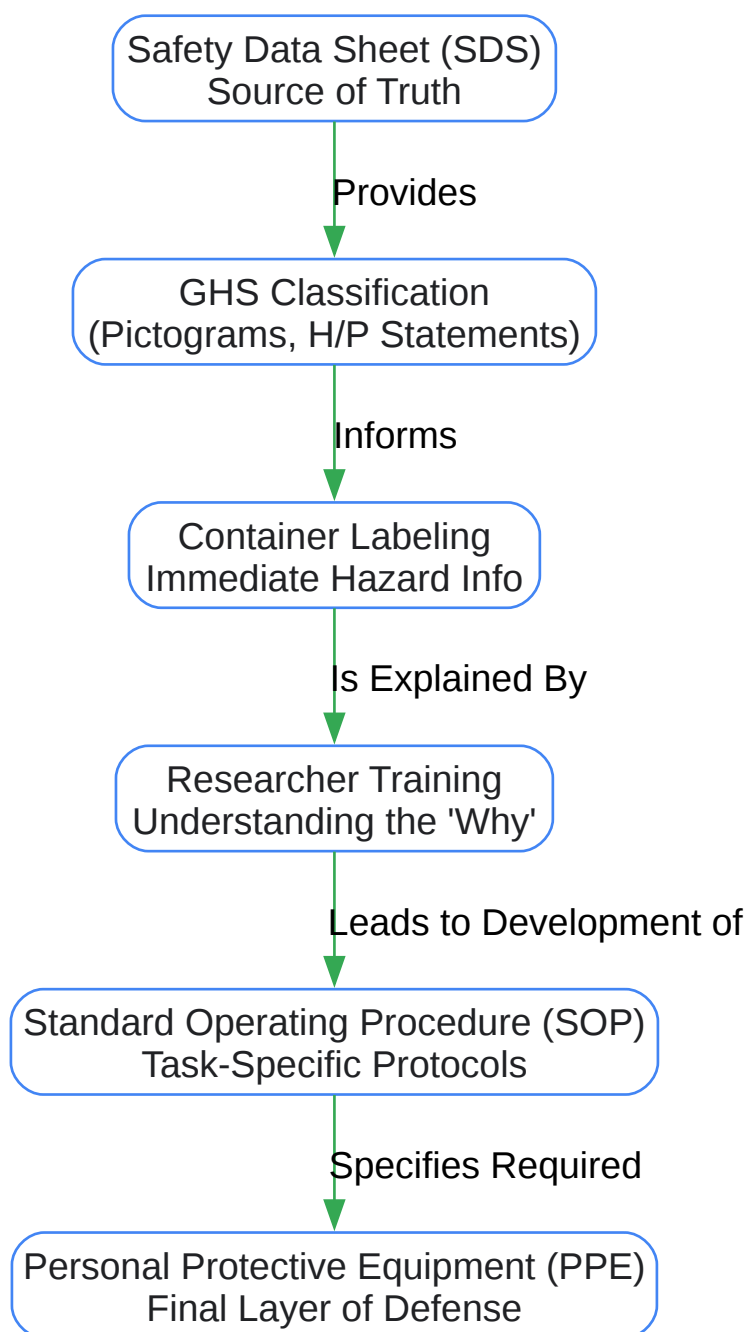 Safety Data Sheet (SDS)
Source of Truth
Provides
GHS Classification
(Pictograms, H/P Statements)
Informs
Container Labeling
Immediate Hazard Info
Is Explained By
Researcher Training
Understanding the 'Why'
Leads to Development of
Standard Operating Procedure (SOP)
Task-Specific Protocols
Specifies Required
Personal Protective Equipment (PPE)
Final Layer of Defense